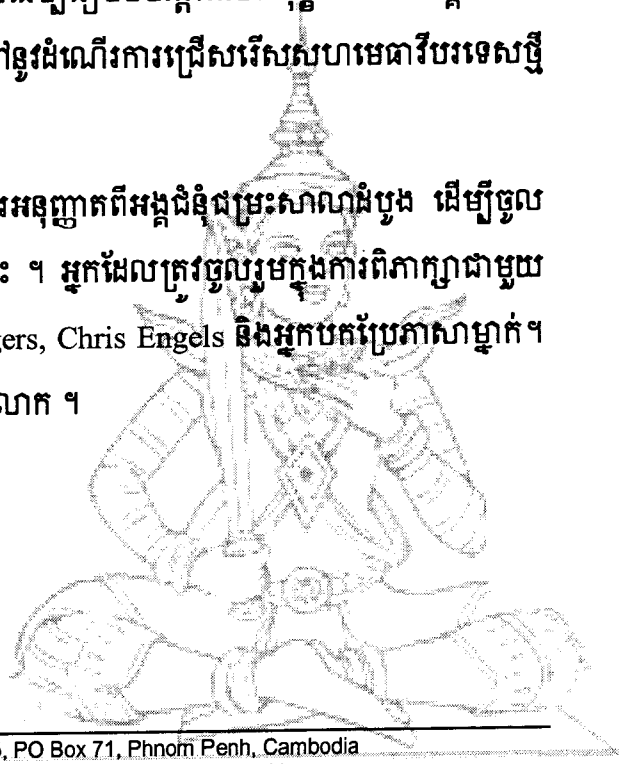 នូវដំណើរការជ្រើសរើសសហមេធាវីបរទេសថ្មី
អនុញ្ញាតពីអង្គជំនុំជម្រះសាលាដំបូង ដើម្បីចូល
ះ ។ អ្នកដែលត្រូវចូលរួមក្នុងការពិភាក្សាជាមួយ
gers, Chris Engels និងអ្នកបកប្រែភាសាម្នាក់។
លោក ។
, PO Box 71, Phnom Penh, Cambodia